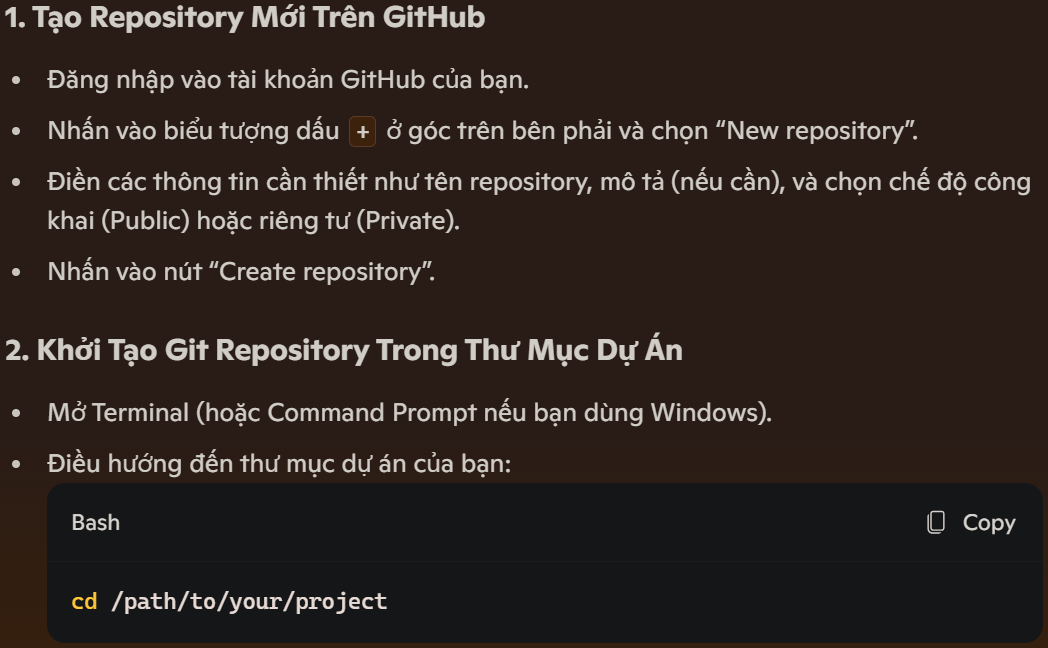 1. Tạo Repository Mới Trên GitHub
• Đăng nhập vào tài khoản GitHub của bạn.
• Nhấn vào biểu tượng dấu + ở góc trên bên phải và chọn “New repository”.
• Điền các thông tin cần thiết như tên repository, mô tả (nếu cần), và chọn chế độ công
khai (Public) hoặc riêng tư (Private).
• Nhấn vào nút “Create repository”.
2. Khởi Tạo Git Repository Trong Thư Mục Dự Án
• Mở Terminal (hoặc Command Prompt nếu bạn dùng Windows).
• Điều hướng đến thư mục dự án của bạn:
Bash Copy
cd /path/to/your/project